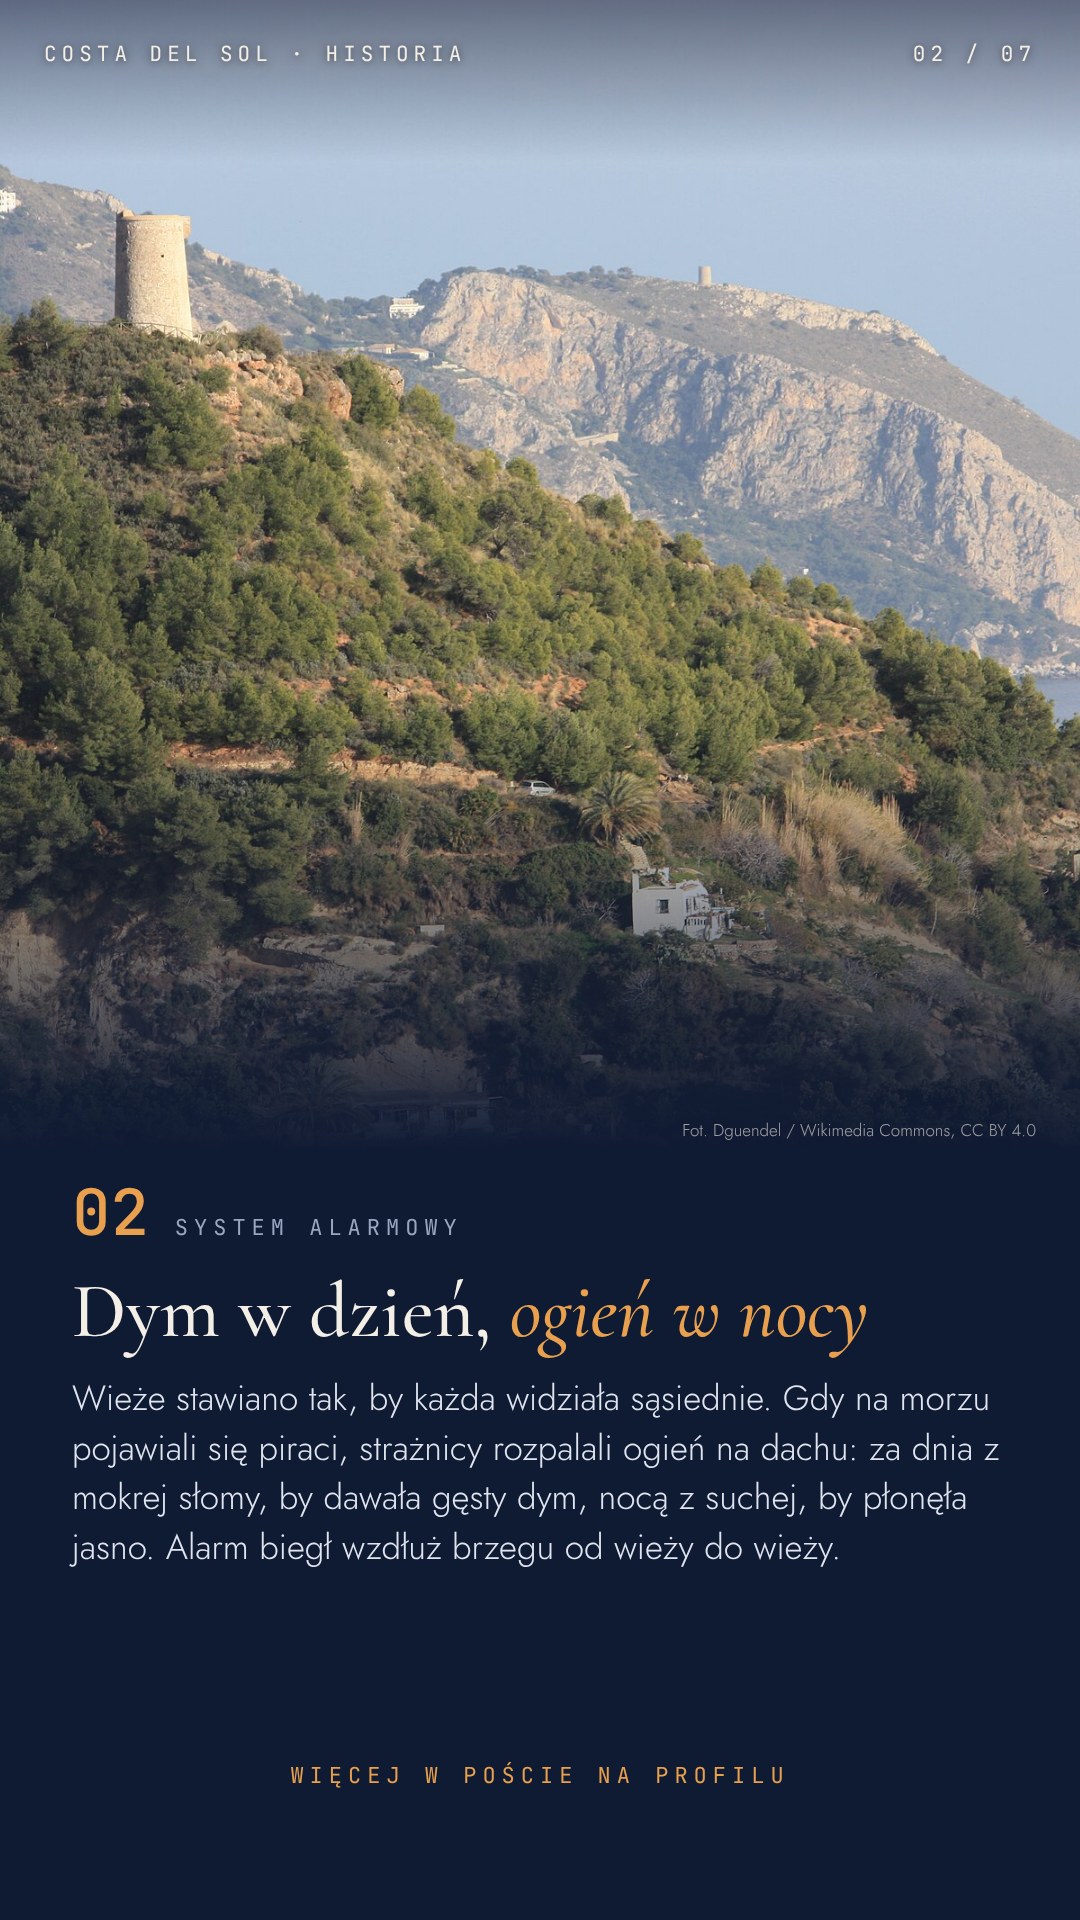 COSTA DEL SOL · HISTORIA
02 / 07
Fot. Dguendel / Wikimedia Commons, CC BY 4.0
02 SYSTEM ALARMOWY
Dym w dzień, ogień w nocy
Wieże stawiano tak, by każda widziała sąsiednie. Gdy na morzu
pojawiali się piraci, strażnicy rozpalali ogień na dachu: za dnia z
mokrej słomy, by dawała gęsty dym, nocą z suchej, by płonęła
jasno. Alarm biegł wzdłuż brzegu od wieży do wieży.
WIĘCEJ W POŚCIE NA PROFILU